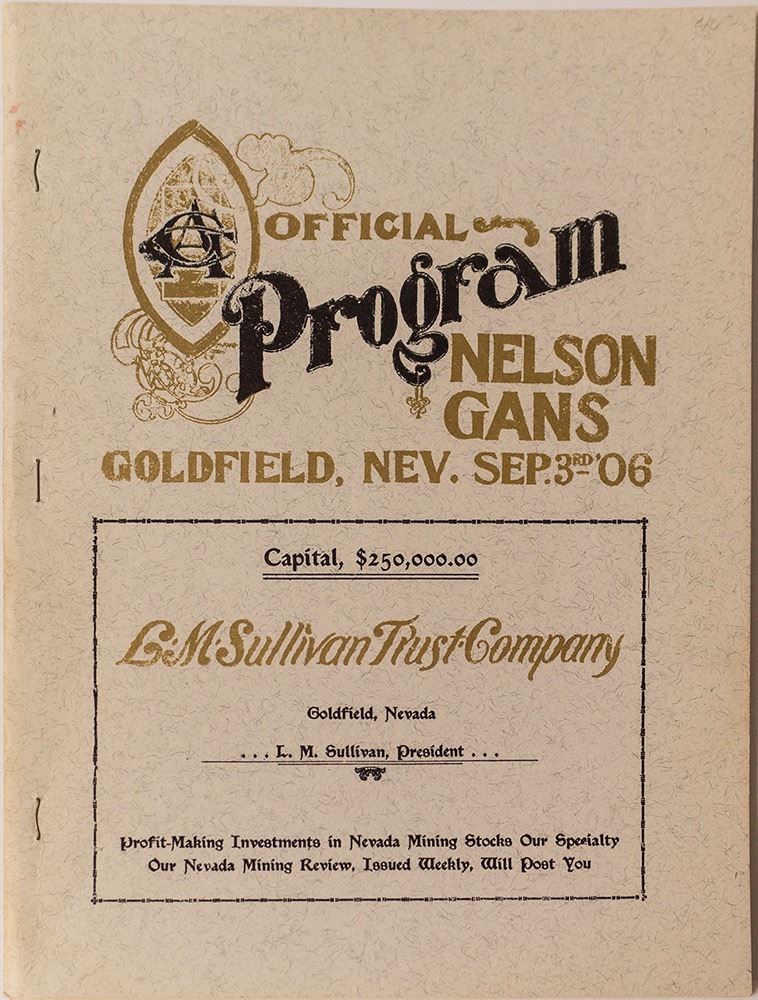 OFFICIAL
Program
NELSON
GANS
GOLDFIELD, NEV. SEP. 3RD '06
Capital, $250,000.00
L. M. Sullivan Trust Company
Goldfield, Nevada
. . . L. M. Sullivan, President . . .
Profit-Making Investments in Nevada Mining Stocks Our Specialty
Our Nevada Mining Review, Issued Weekly, Will Post You